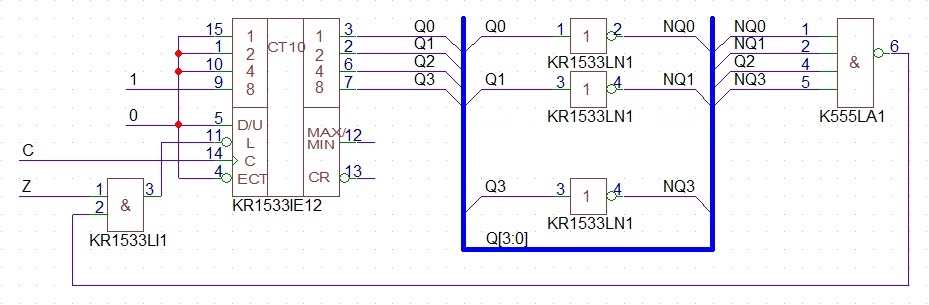 15 1 CT10 1 3 Q0 Q0 1 1 2 NQ0 NQ0 1
1 2 2 2 Q1 KR1533LN1 NQ1 2
10 4 4 6 Q2 Q2 4 & 6
1 9 8 8 7 Q3 Q1 3 1 4 NQ1 NQ3 5
KR1533LN1 K555LA1
0 5 D/U
11 L MAX/MIN 12
C 14 C
4 ECT CR 13
Z 1 & 3
2
KR1533LI1
KR1533IE12
Q3 3 1 4 NQ3
KR1533LN1
Q[3:0]